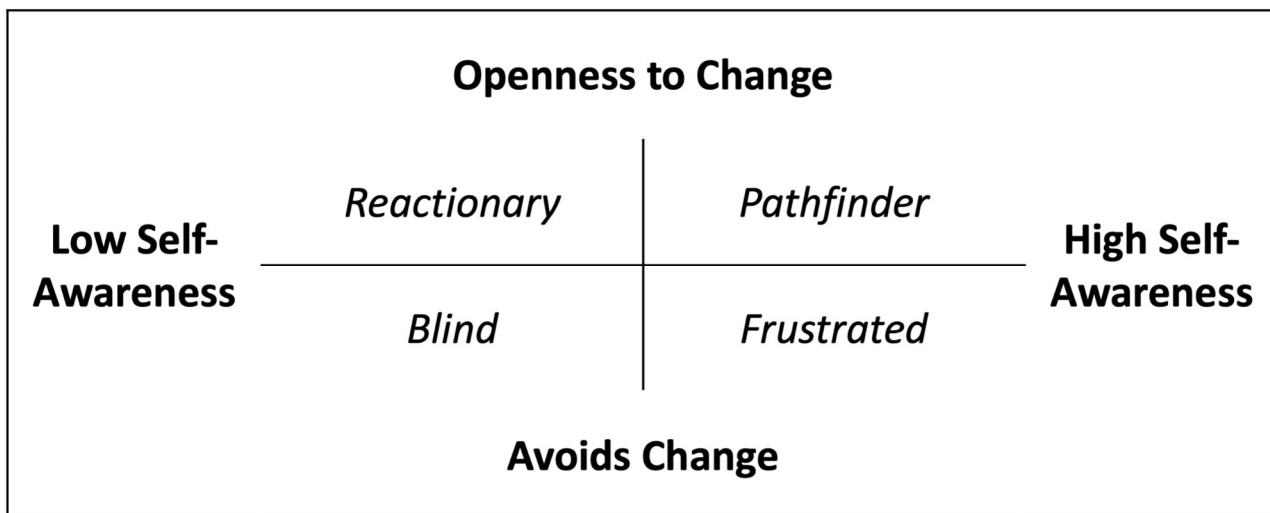 Openness to Change
Reactionary
Pathfinder
Low Self-
Awareness
High Self-
Awareness
Blind
Frustrated
Avoids Change